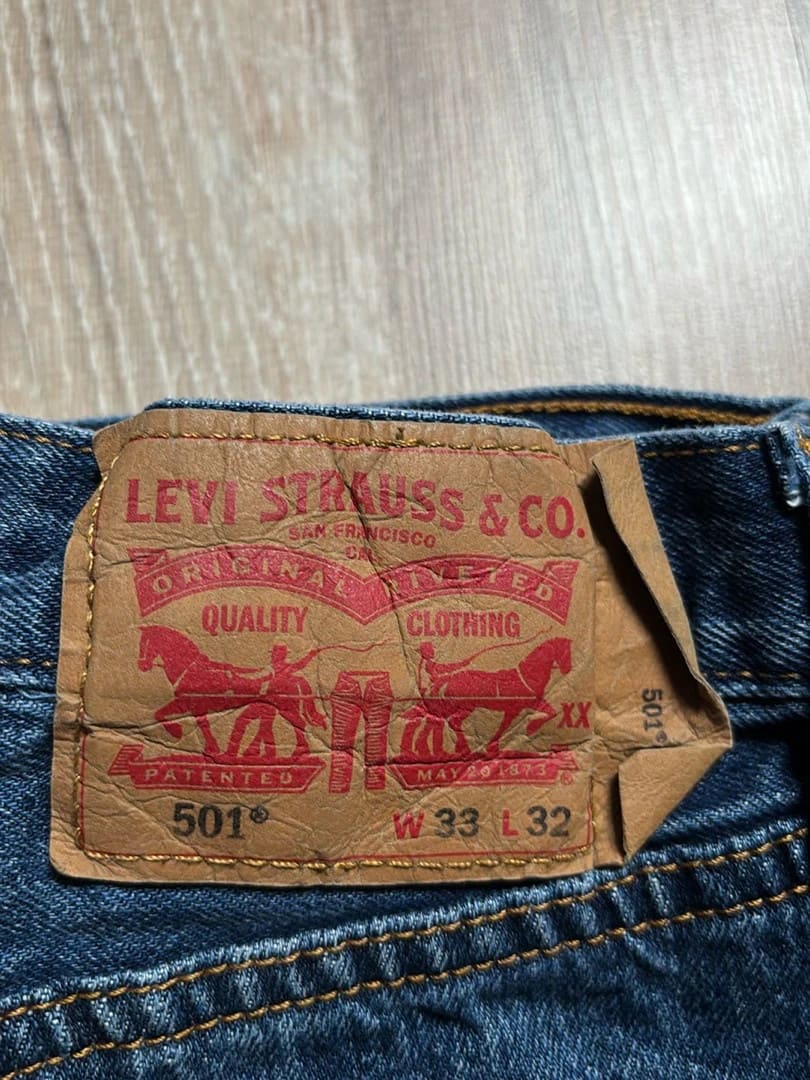 LEVI STRAUSS & CO.
SAN FRANCISCO
CAL
ORIGINAL RIVETED
QUALITY CLOTHING
XX
PATENTED MAY 20 1873 ®
501® W 33 L 32
501®